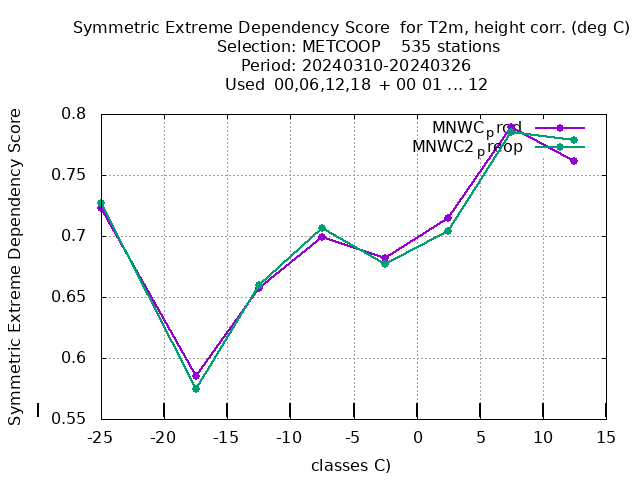 Symmetric Extreme Dependency Score for T2m, height corr. (deg C)
Selection: METCOOP 535 stations
Period: 20240310-20240326
Used 00,06,12,18 + 00 01 ... 12
Symmetric Extreme Dependency Score
0.8
0.75
0.7
0.65
0.6
0.55
MNWCprod
MNWC2preop
-25 -20 -15 -10 -5 0 5 10 15
classes C)